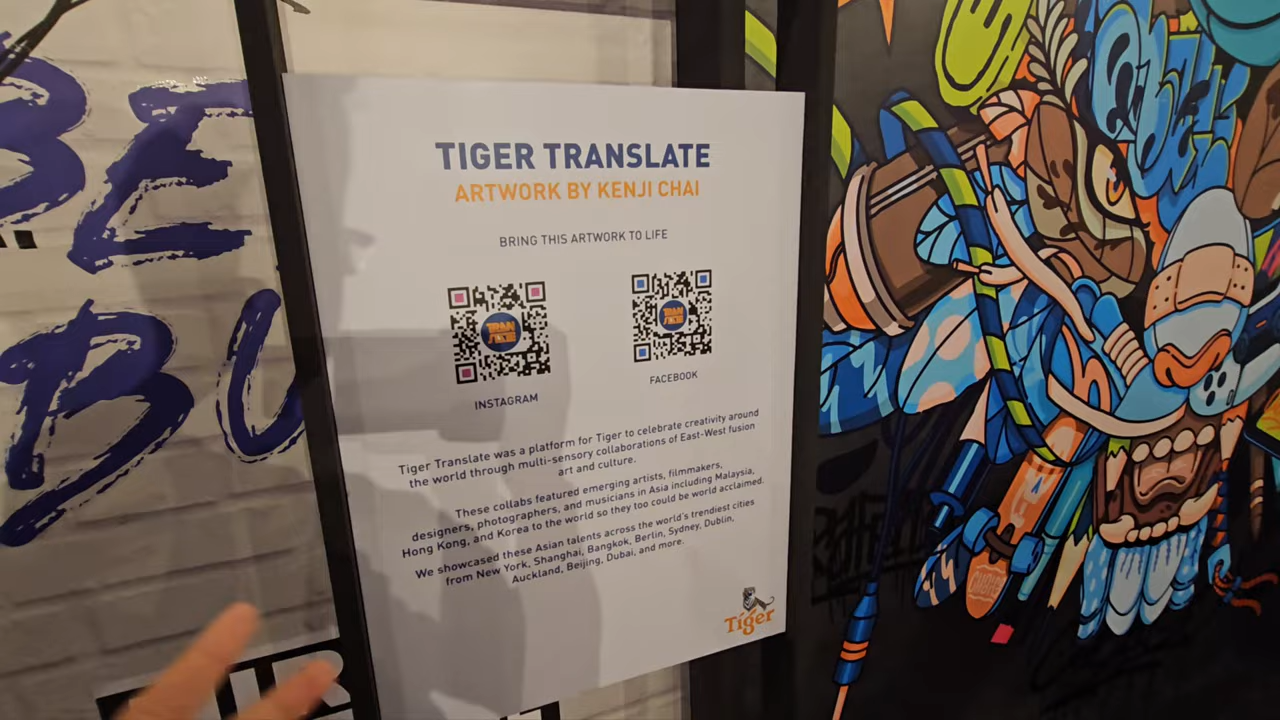 TIGER TRANSLATE
ARTWORK BY KENJI CHAI
BRING THIS ARTWORK TO LIFE
TRAN
INSTAGRAM
FACEBOOK
Tiger Translate was a platform for Tiger to celebrate creativity around
the world through multi-sensory collaborations of East-West fusion
art and culture.
These collabs featured emerging artists, filmmakers,
designers, photographers, and musicians in Asia including Malaysia,
Hong Kong, and Korea to the world so they too could be world acclaimed.
We showcased these Asian talents across the world's trendiest cities
from New York, Shanghai, Bangkok, Berlin, Sydney, Dublin,
Auckland, Beijing, Dubai, and more.
Tiger
BE
BU